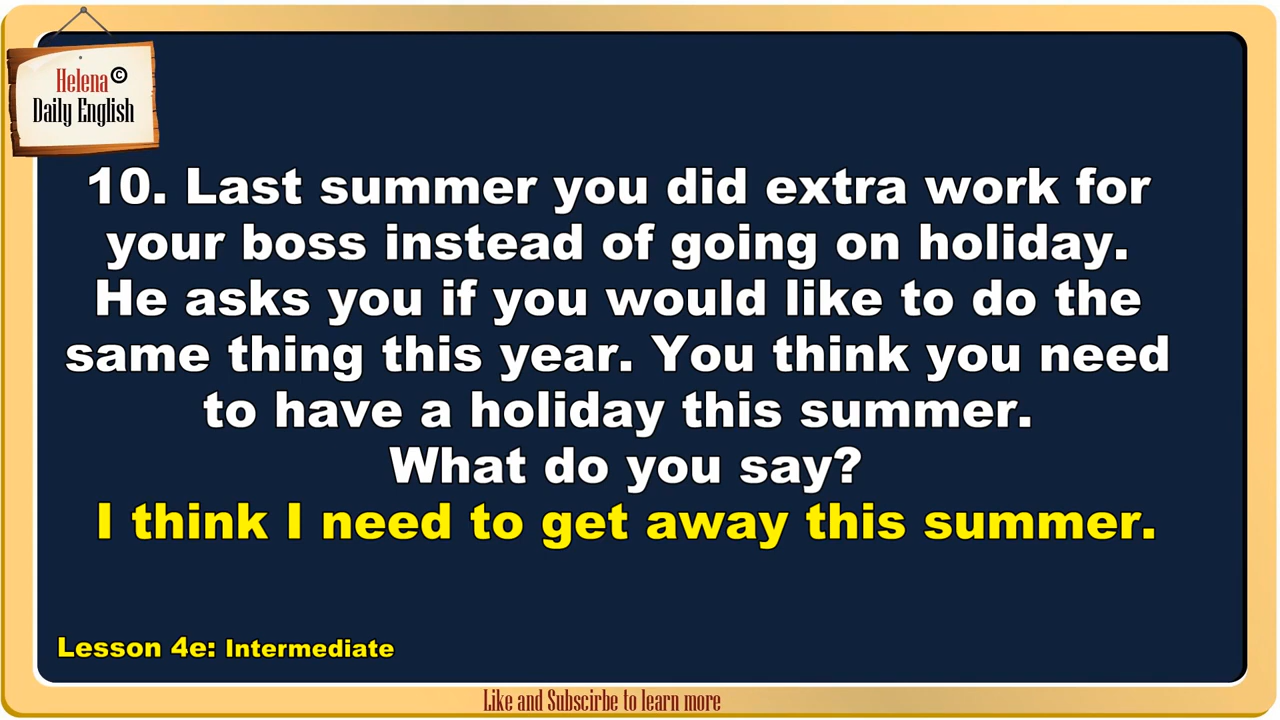 Helena©
Daily English
10. Last summer you did extra work for
your boss instead of going on holiday.
He asks you if you would like to do the
same thing this year. You think you need
to have a holiday this summer.
What do you say?
I think I need to get away this summer.
Lesson 4e: Intermediate
Like and Subscirbe to learn more